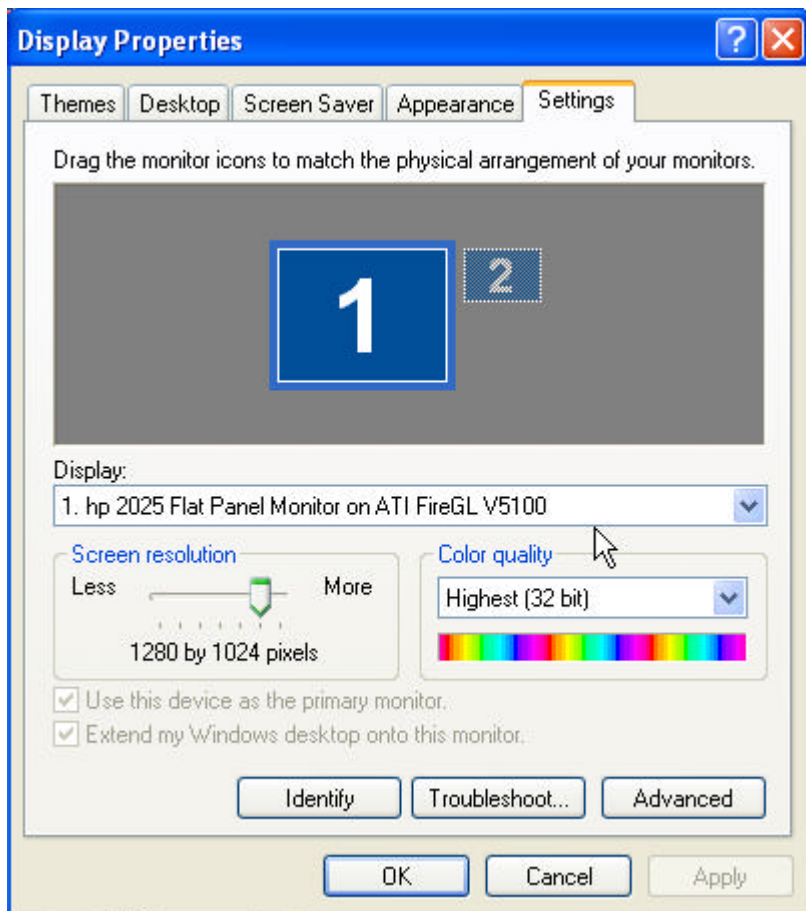 Display Properties
Themes Desktop Screen Saver Appearance Settings
Drag the monitor icons to match the physical arrangement of your monitors.
1 2
Display:
1. hp 2025 Flat Panel Monitor on ATI FireGL V5100
Screen resolution
Less More
1280 by 1024 pixels
Color quality
Highest (32 bit)
Use this device as the primary monitor.
Extend my Windows desktop onto this monitor.
Identify Troubleshoot... Advanced
OK Cancel Apply